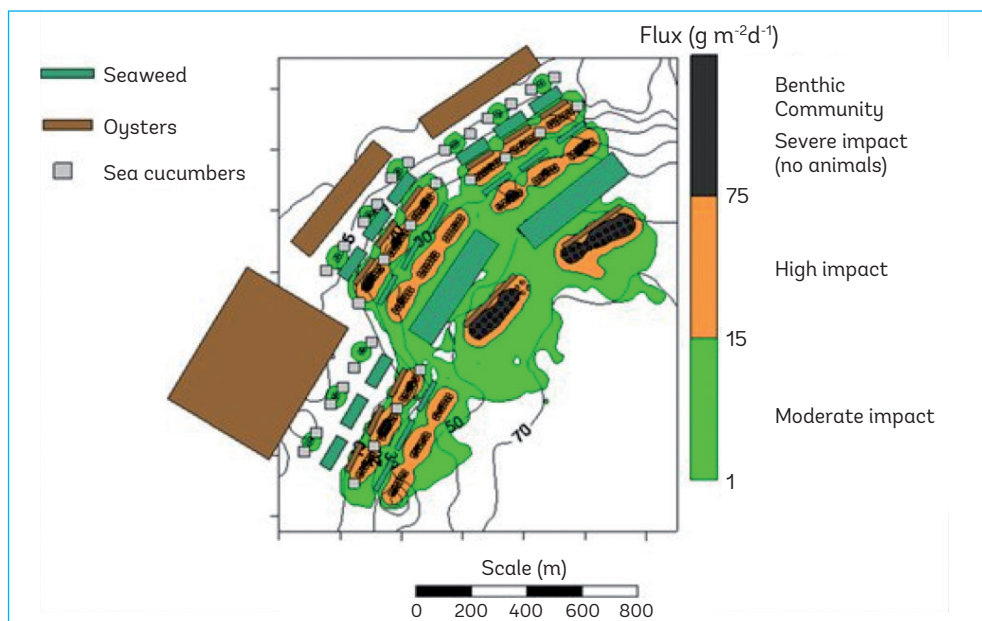 Flux (g m⁻²d⁻¹)
Seaweed
Oysters
Sea cucumbers
Benthic
Community
Severe impact
(no animals)
75
High impact
15
Moderate impact
1
30
50
70
Scale (m)
0 200 400 600 800